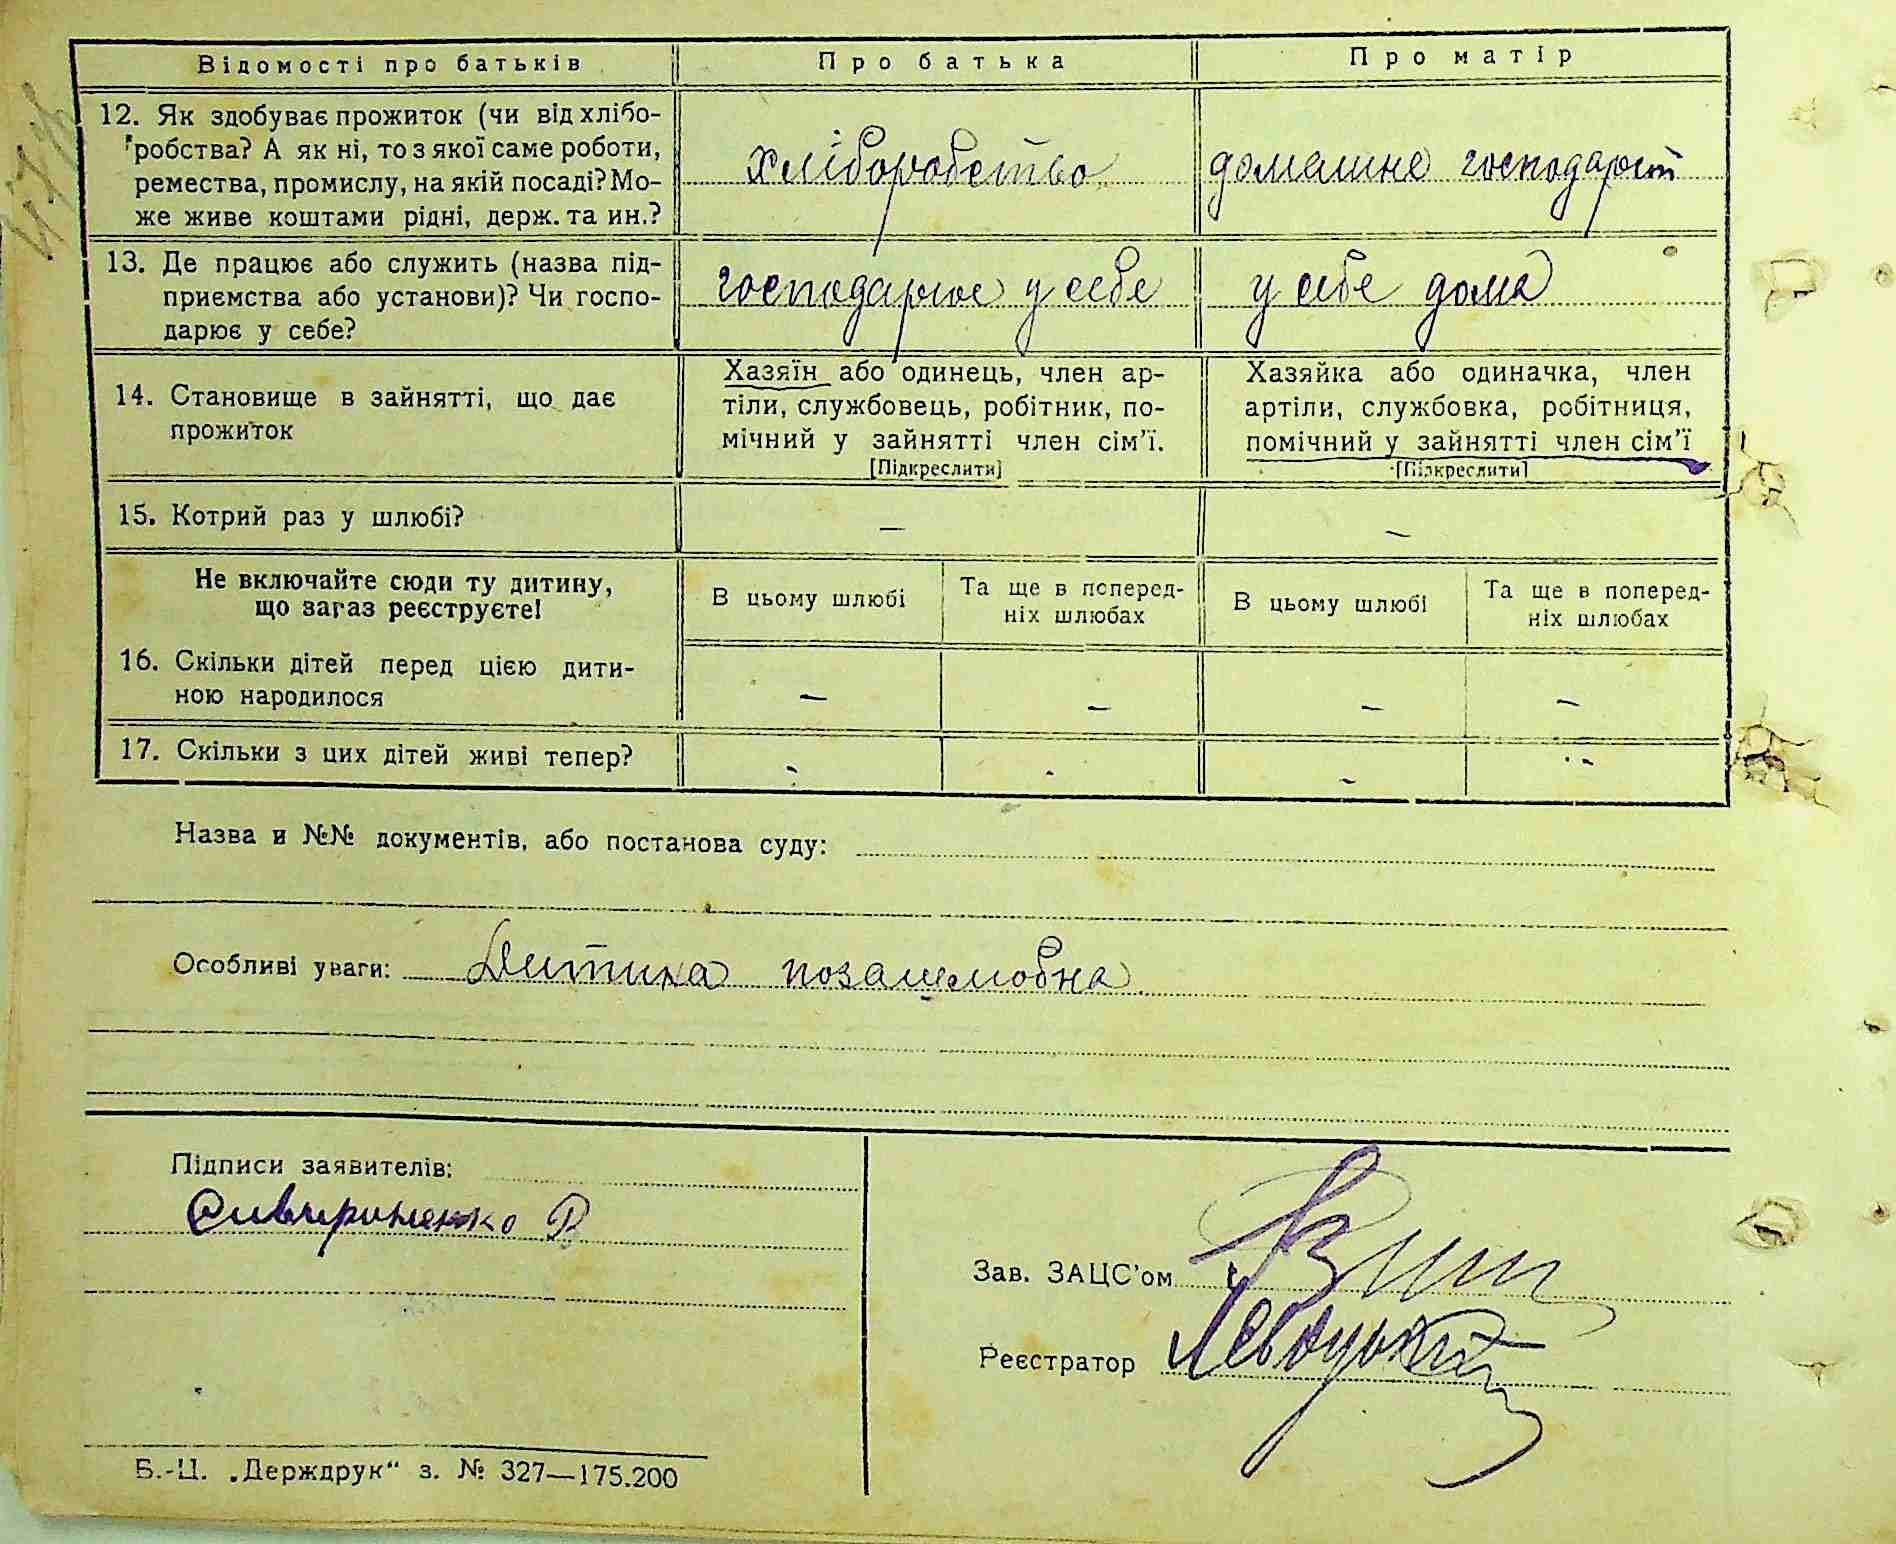 Відомості про батьків Про батька Про матір
12. Як здобуває прожиток (чи від хлібо-
робства? А як ні, то з якої саме роботи,
ремества, промислу, на якій посаді? Мо-
же живе коштами рідні, держ. та ин.?
хліборобство
домашнє господарст
13. Де працює або служить (назва під-
приємства або установи)? Чи госпо-
дарює у себе?
господарює у себе
у себе дома
14. Становище в зайнятті, що дає
прожиток
Хазяїн або одинець, член ар-
тіли, службовець, робітник, по-
мічний у зайнятті член сім'ї.
[Підкреслити]
Хазяйка або одиначка, член
артіли, службовка, робітниця,
помічний у зайнятті член сім'ї
[Підкреслити]
15. Котрий раз у шлюбі? — —
Не включайте сюди ту дитину,
що зараз реєструєте!
В цьому шлюбі
Та ще в поперед-
ніх шлюбах
В цьому шлюбі
Та ще в поперед-
ніх шлюбах
16. Скільки дітей перед цією дити-
ною народилося
— — — —
17. Скільки з цих дітей живі тепер? - - - -
Назва и №№ документів, або постанова суду:
Особливі уваги: Дитина позашлюбна
Підписи заявителів:
Зав. ЗАЦС'ом
Реєстратор
Б.-Ц. „Держдрук“ з. № 327—175.200